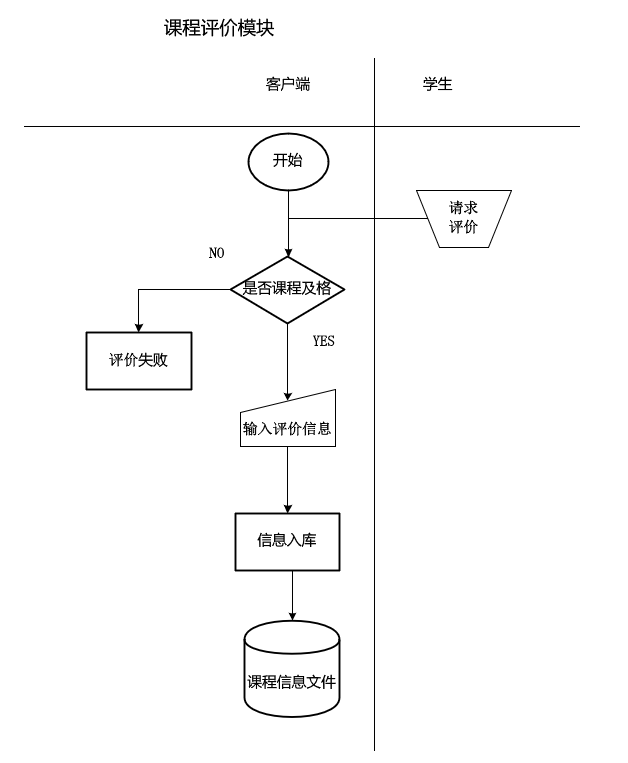 课程评价模块
客户端
学生
开始
请求
评价
NO
是否课程及格
YES
评价失败
输入评价信息
信息入库
课程信息文件